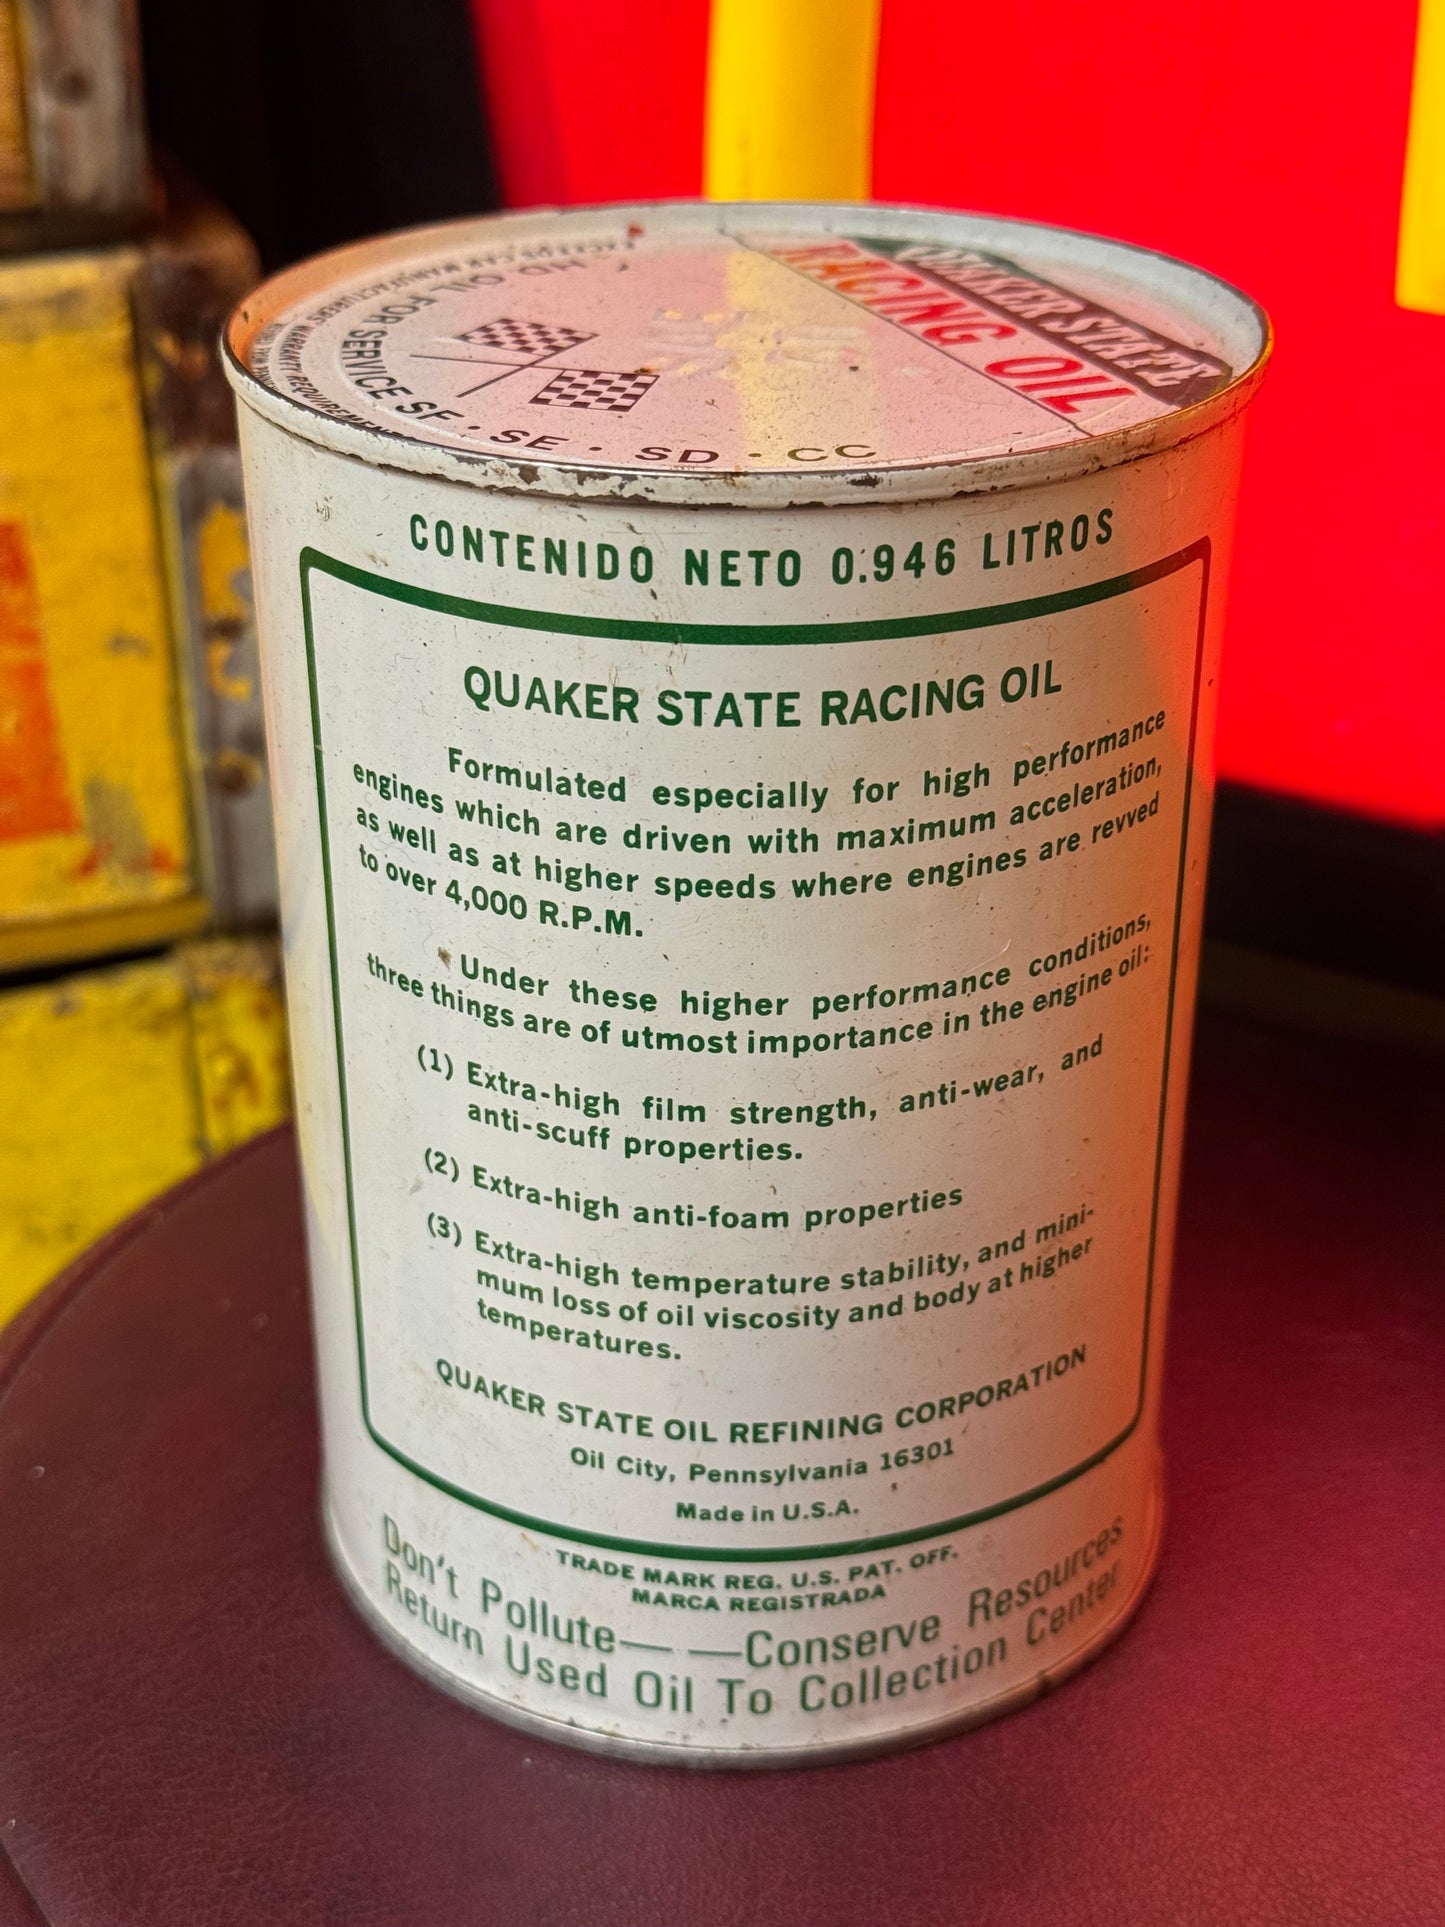 QUAKER STATE
RACING OIL
EXCEEDS CAR MANUFACTURERS' WARRANTY REQUIREMENTS
HD OIL FOR SERVICE SF • SE • SD • CC
CONTENIDO NETO 0.946 LITROS
QUAKER STATE RACING OIL
Formulated especially for high performance
engines which are driven with maximum acceleration,
as well as at higher speeds where engines are revved
to over 4,000 R.P.M.
Under these higher performance conditions,
three things are of utmost importance in the engine oil:
(1) Extra-high film strength, anti-wear, and
anti-scuff properties.
(2) Extra-high anti-foam properties
(3) Extra-high temperature stability, and mini-
mum loss of oil viscosity and body at higher
temperatures.
QUAKER STATE OIL REFINING CORPORATION
Oil City, Pennsylvania 16301
Made in U.S.A.
TRADE MARK REG. U.S. PAT. OFF.
MARCA REGISTRADA
Don't Pollute— —Conserve Resources
Return Used Oil To Collection Center